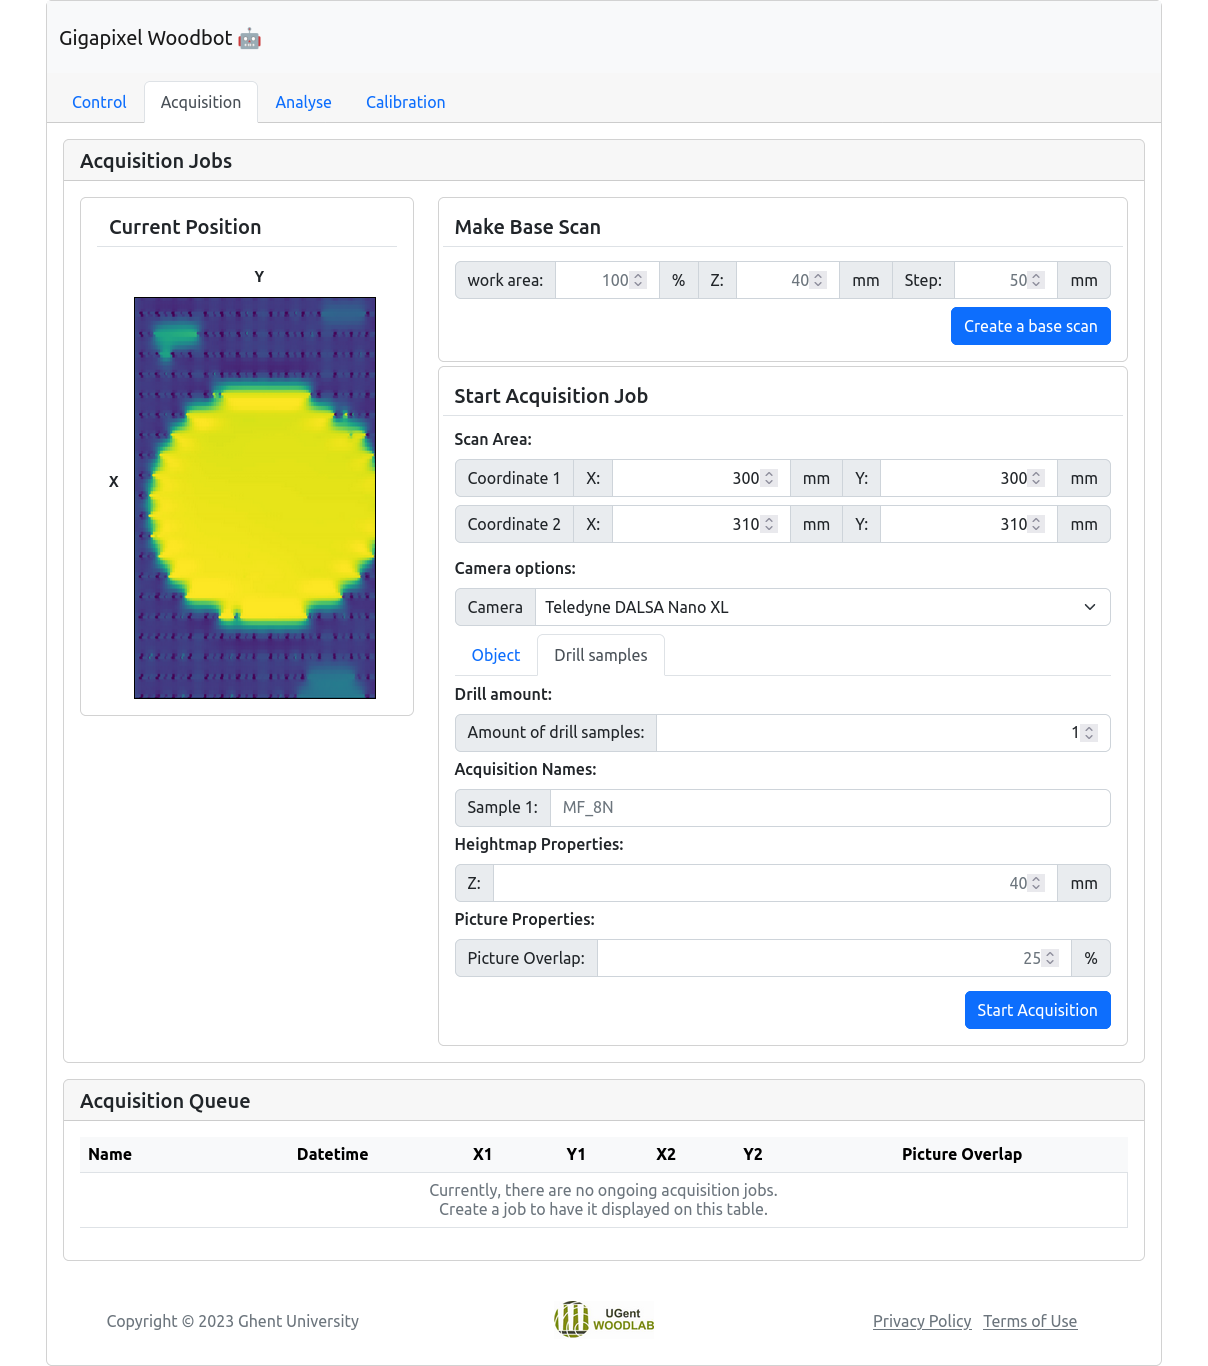 Gigapixel Woodbot 🤖
Control Acquisition Analyse Calibration
Acquisition Jobs
Current Position
Y
X
Make Base Scan
work area: 100 % Z: 40 mm Step: 50 mm
Create a base scan
Start Acquisition Job
Scan Area:
Coordinate 1 X: 300 mm Y: 300 mm
Coordinate 2 X: 310 mm Y: 310 mm
Camera options:
Camera Teledyne DALSA Nano XL
Object Drill samples
Drill amount:
Amount of drill samples: 1
Acquisition Names:
Sample 1: MF_8N
Heightmap Properties:
Z: 40 mm
Picture Properties:
Picture Overlap: 25 %
Start Acquisition
Acquisition Queue
Name Datetime X1 Y1 X2 Y2 Picture Overlap
Currently, there are no ongoing acquisition jobs.
Create a job to have it displayed on this table.
Copyright © 2023 Ghent University
UGent
WOODLAB
Privacy Policy Terms of Use